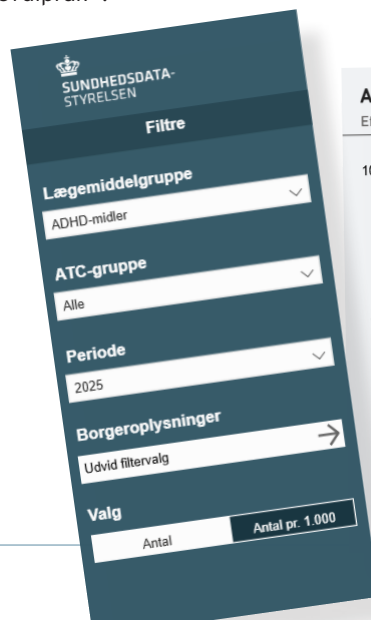 SUNDHEDSDATA-
STYRELSEN
Filtre
Lægemiddelgruppe
ADHD-midler
ATC-gruppe
Alle
Periode
2025
Borgeroplysninger
Udvid filtervalg
Valg
Antal
Antal pr. 1.000